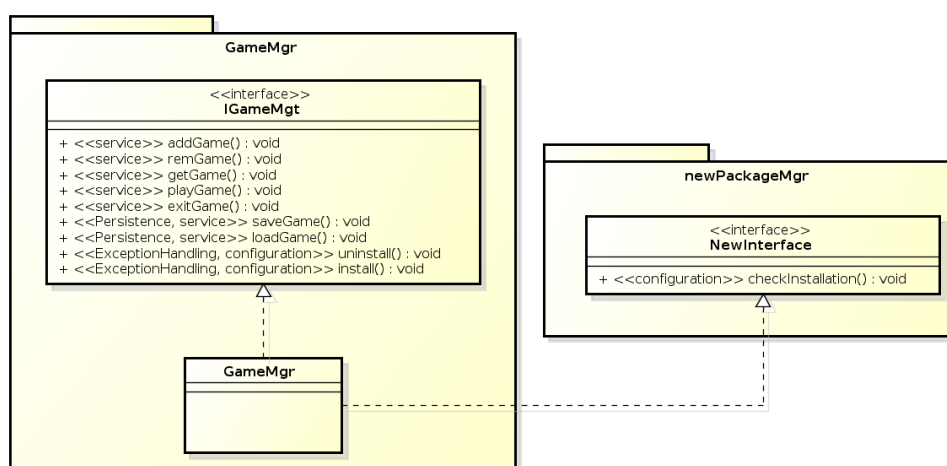 GameMgr
<<interface>>
IGameMgt
+ <<service>> addGame() : void
+ <<service>> remGame() : void
+ <<service>> getGame() : void
+ <<service>> playGame() : void
+ <<service>> exitGame() : void
+ <<Persistence, service>> saveGame() : void
+ <<Persistence, service>> loadGame() : void
+ <<ExceptionHandling, configuration>> uninstall() : void
+ <<ExceptionHandling, configuration>> install() : void
GameMgr
newPackageMgr
<<interface>>
NewInterface
+ <<configuration>> checkInstallation() : void